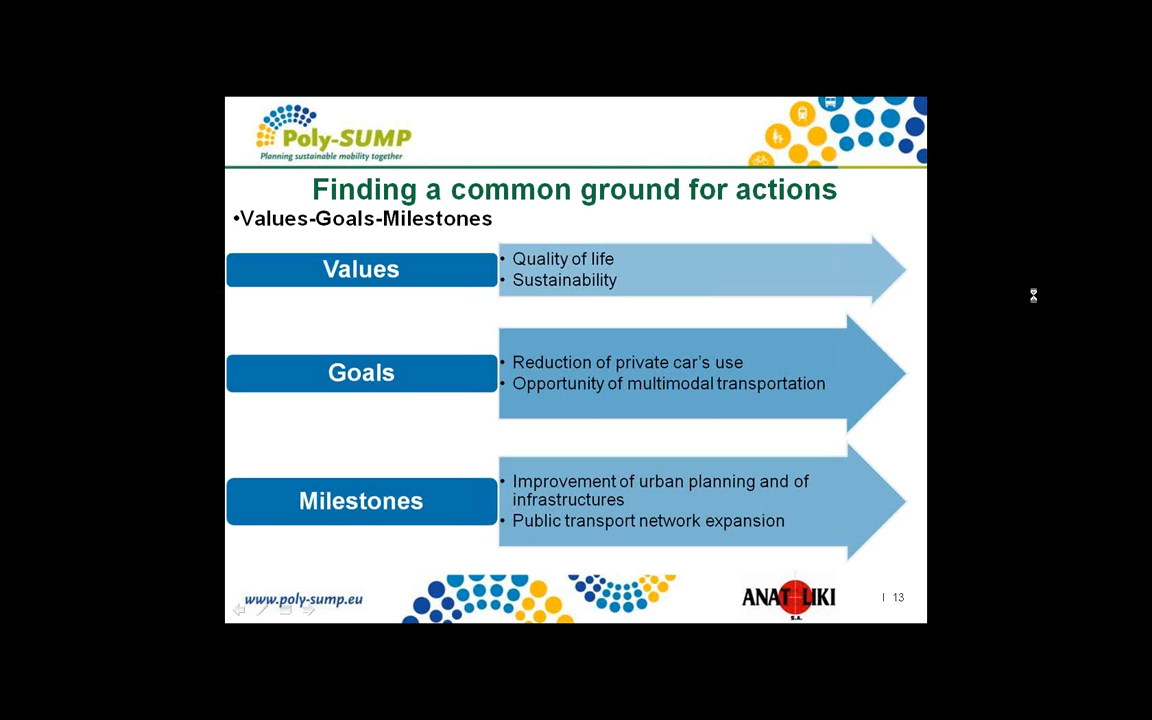 Poly-SUMP
Planning sustainable mobility together
Finding a common ground for actions
•Values-Goals-Milestones
Values
• Quality of life
• Sustainability
Goals
• Reduction of private car's use
• Opportunity of multimodal transportation
Milestones
• Improvement of urban planning and of
infrastructures
• Public transport network expansion
www.poly-sump.eu
ANATOLIKI
S.A.
I 13